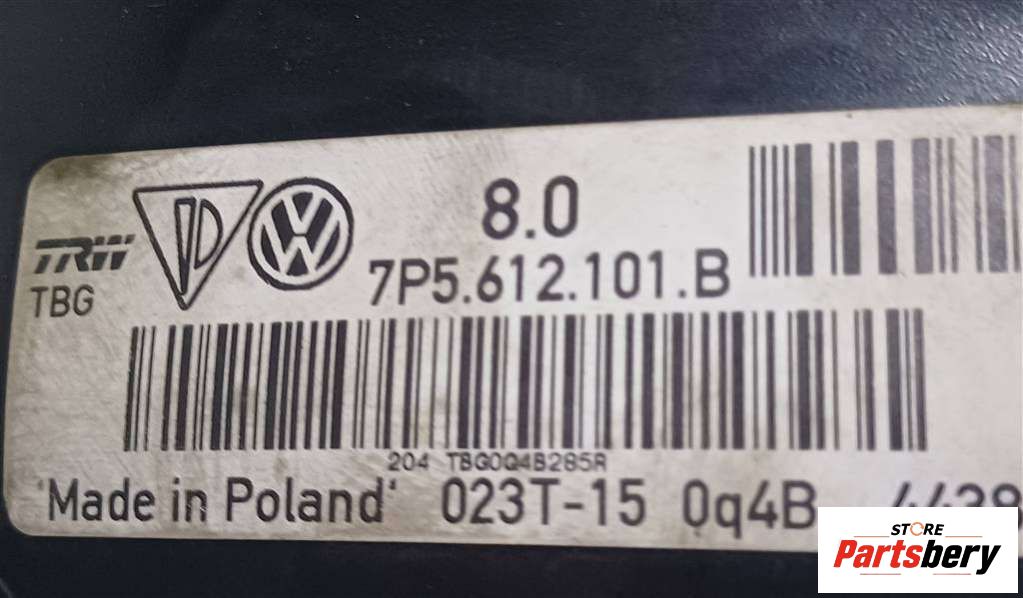 8.0
TRW
TBG
7P5.612.101.B
204 TBG0Q4B285R
'Made in Poland' 023T-15 0q4B
STORE
Partsbery